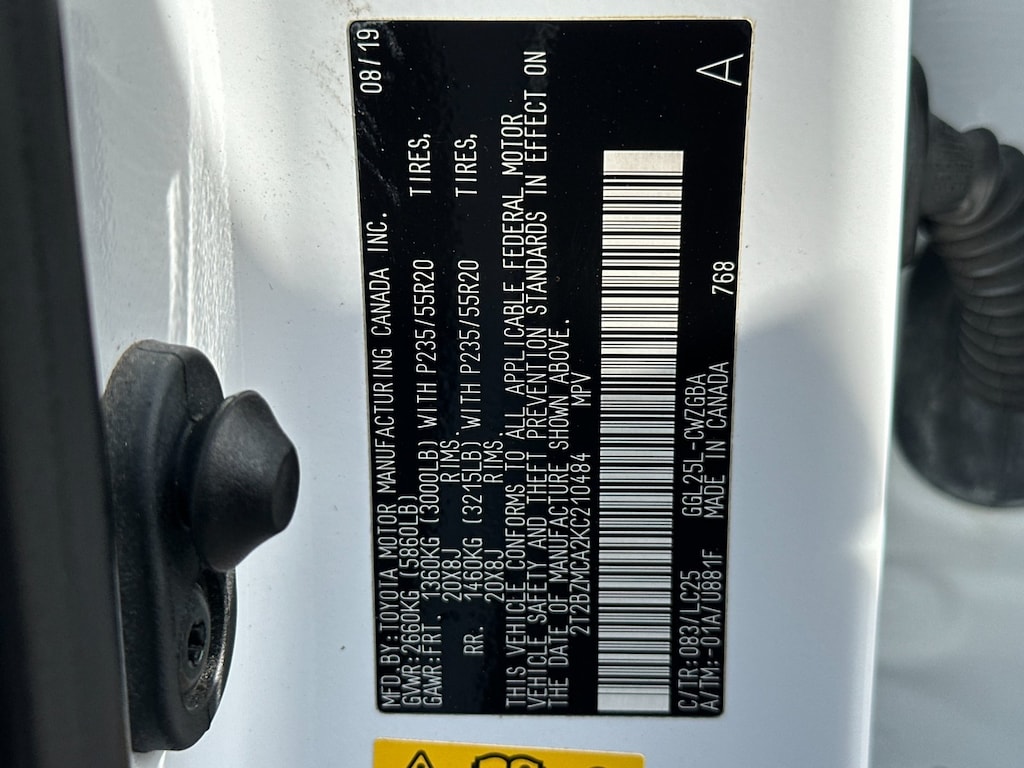 MFD.BY:TOYOTA MOTOR MANUFACTURING CANADA INC. 08/19
GVWR:2660KG (5860LB)
GAWR:FRT. 1360KG (3000LB) WITH P235/55R20 TIRES,
20X8J RIMS.
RR. 1460KG (3215LB) WITH P235/55R20 TIRES,
20X8J RIMS.
THIS VEHICLE CONFORMS TO ALL APPLICABLE FEDERAL MOTOR
VEHICLE SAFETY AND THEFT PREVENTION STANDARDS IN EFFECT ON
THE DATE OF MANUFACTURE SHOWN ABOVE.
2T2BZMCA2KC210484 MPV
C/TR:083/LC25 GGL25L-CWZGBA
A/TM:-01A/U881F MADE IN CANADA 768 A